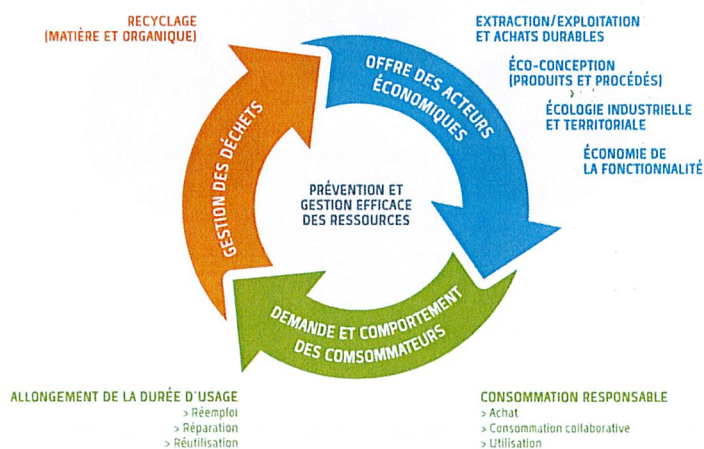 RECYCLAGE
(MATIÈRE ET ORGANIQUE)
EXTRACTION/EXPLOITATION
ET ACHATS DURABLES
ÉCO-CONCEPTION
(PRODUITS ET PROCÉDÉS)
ÉCOLOGIE INDUSTRIELLE
ET TERRITORIALE
ÉCONOMIE DE
LA FONCTIONNALITÉ
OFFRE DES ACTEURS
ÉCONOMIQUES
GESTION DES DÉCHETS
PRÉVENTION ET
GESTION EFFICACE
DES RESSOURCES
DEMANDE ET COMPORTEMENT
DES COMSOMMATEURS
ALLONGEMENT DE LA DURÉE D'USAGE
> Réemploi
> Réparation
> Réutilisation
CONSOMMATION RESPONSABLE
> Achat
> Consommation collaborative
> Utilisation